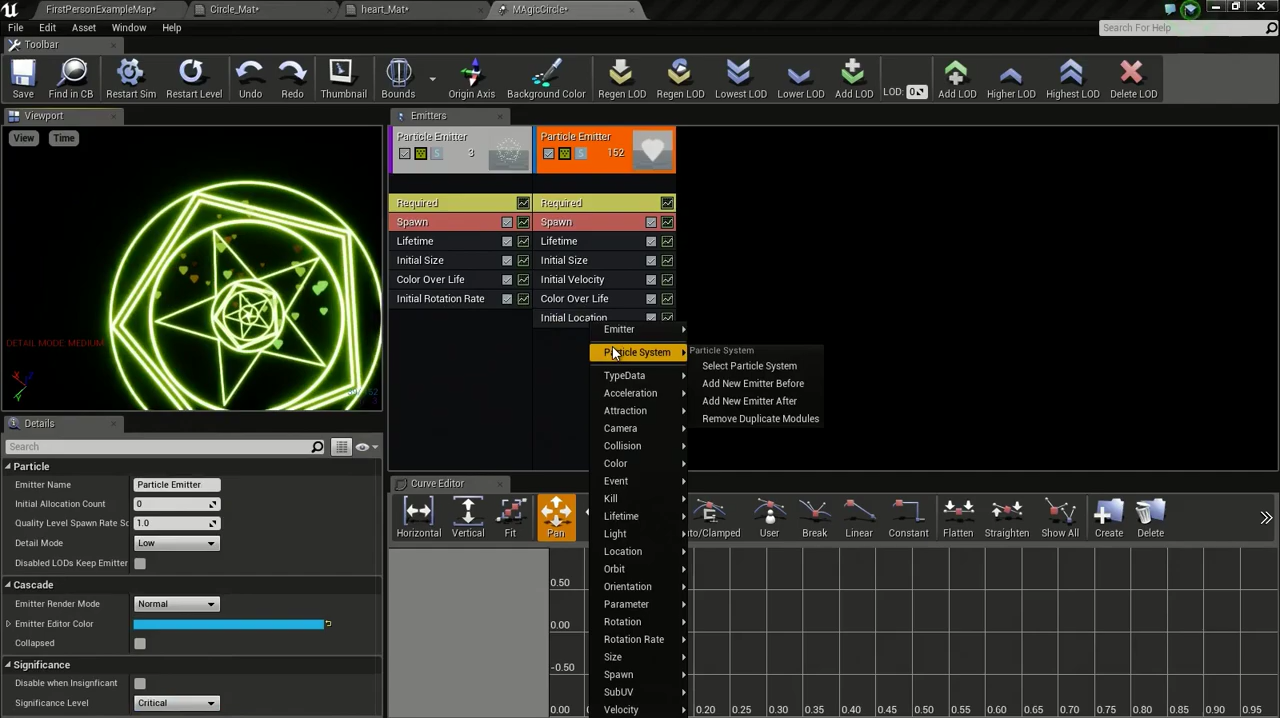 FirstPersonExampleMap*
Circle_Mat*
heart_Mat*
MAgicCircle*
File Edit Asset Window Help
Search For Help
Toolbar
Save
Find in CB
Restart Sim
Restart Level
Undo
Redo
Thumbnail
Bounds
Origin Axis
Background Color
Regen LOD
Regen LOD
Lowest LOD
Lower LOD
Add LOD
LOD: 0
Add LOD
Higher LOD
Highest LOD
Delete LOD
Viewport
View
Time
DETAIL MODE: MEDIUM
Emitters
Particle Emitter
3
Required
Spawn
Lifetime
Initial Size
Color Over Life
Initial Rotation Rate
Particle Emitter
152
Required
Spawn
Lifetime
Initial Size
Initial Velocity
Color Over Life
Initial Location
Emitter
Particle System
TypeData
Acceleration
Attraction
Camera
Collision
Color
Event
Kill
Lifetime
Light
Location
Orbit
Orientation
Parameter
Rotation
Rotation Rate
Size
Spawn
SubUV
Velocity
Particle System
Select Particle System
Add New Emitter Before
Add New Emitter After
Remove Duplicate Modules
Details
Search
Particle
Emitter Name Particle Emitter
Initial Allocation Count 0
Quality Level Spawn Rate Sc 1.0
Detail Mode Low
Disabled LODs Keep Emitter
Cascade
Emitter Render Mode Normal
Emitter Editor Color
Collapsed
Significance
Disable when Insignficant
Significance Level Critical
Curve Editor
Horizontal
Vertical
Fit
Pan
uto/Clamped
User
Break
Linear
Constant
Flatten
Straighten
Show All
Create
Delete
0.50
0.00
-0.50
0.00
0.20 0.25 0.30 0.35 0.40 0.45 0.50 0.55 0.60 0.65 0.70 0.75 0.80 0.85 0.90 0.95